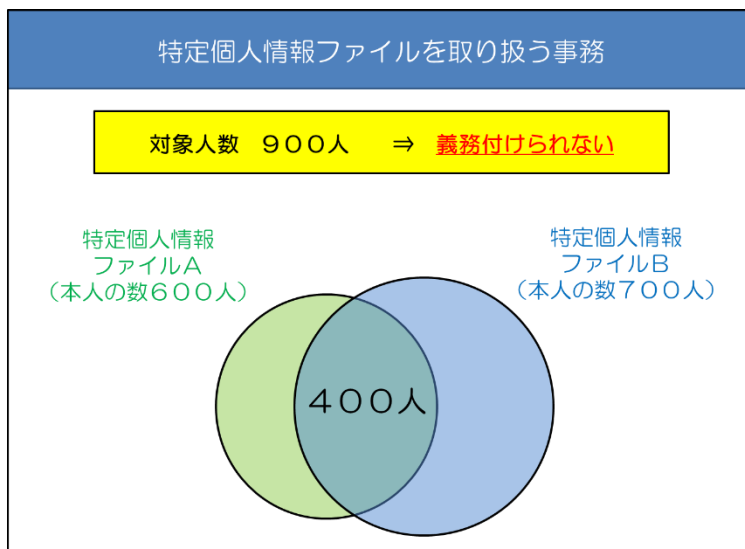 特定個人情報ファイルを取り扱う事務
対象人数 ９００人 ⇒ 義務付けられない
特定個人情報
ファイルA
（本人の数６００人）
特定個人情報
ファイルB
（本人の数７００人）
４００人